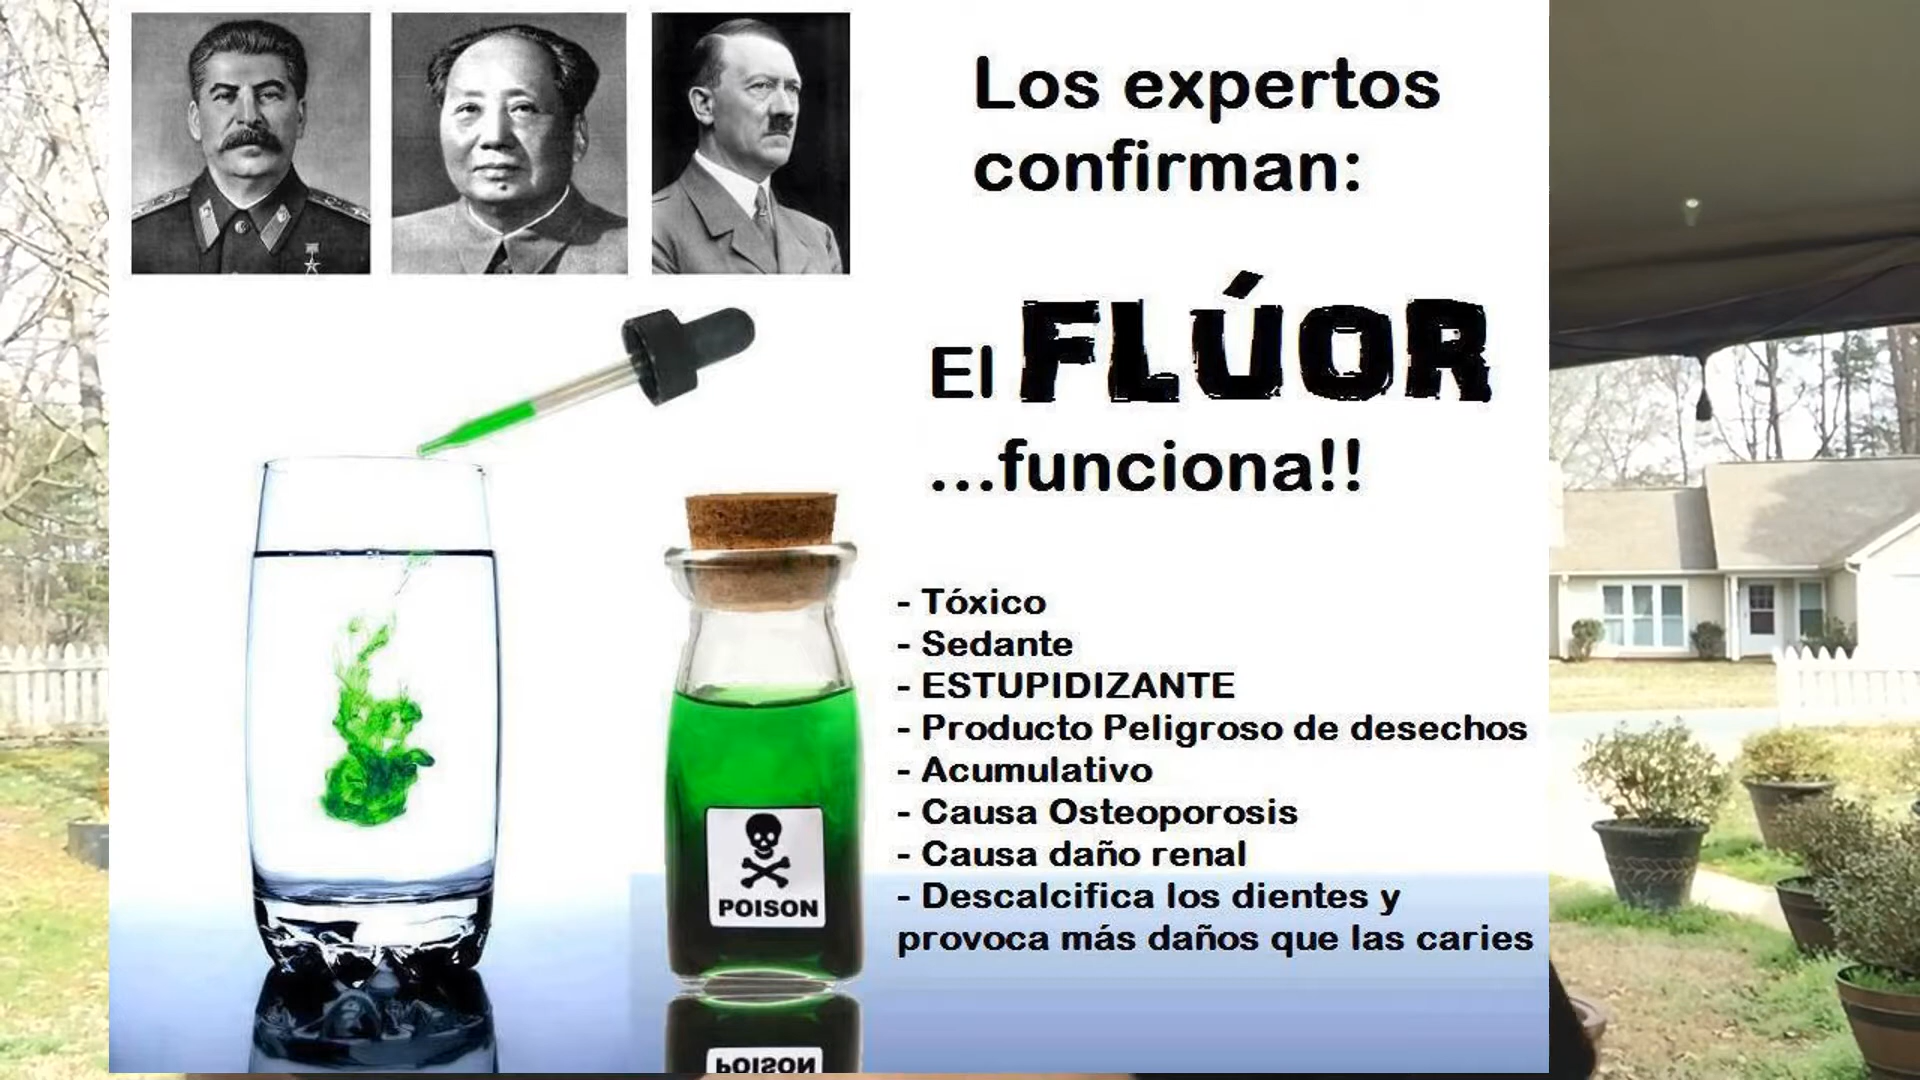 Los expertos
confirman:
El FLÚOR
...funciona!!
- Tóxico
- Sedante
- ESTUPIDIZANTE
- Producto Peligroso de desechos
- Acumulativo
- Causa Osteoporosis
- Causa daño renal
- Descalcifica los dientes y
provoca más daños que las caries
POISON
POISON